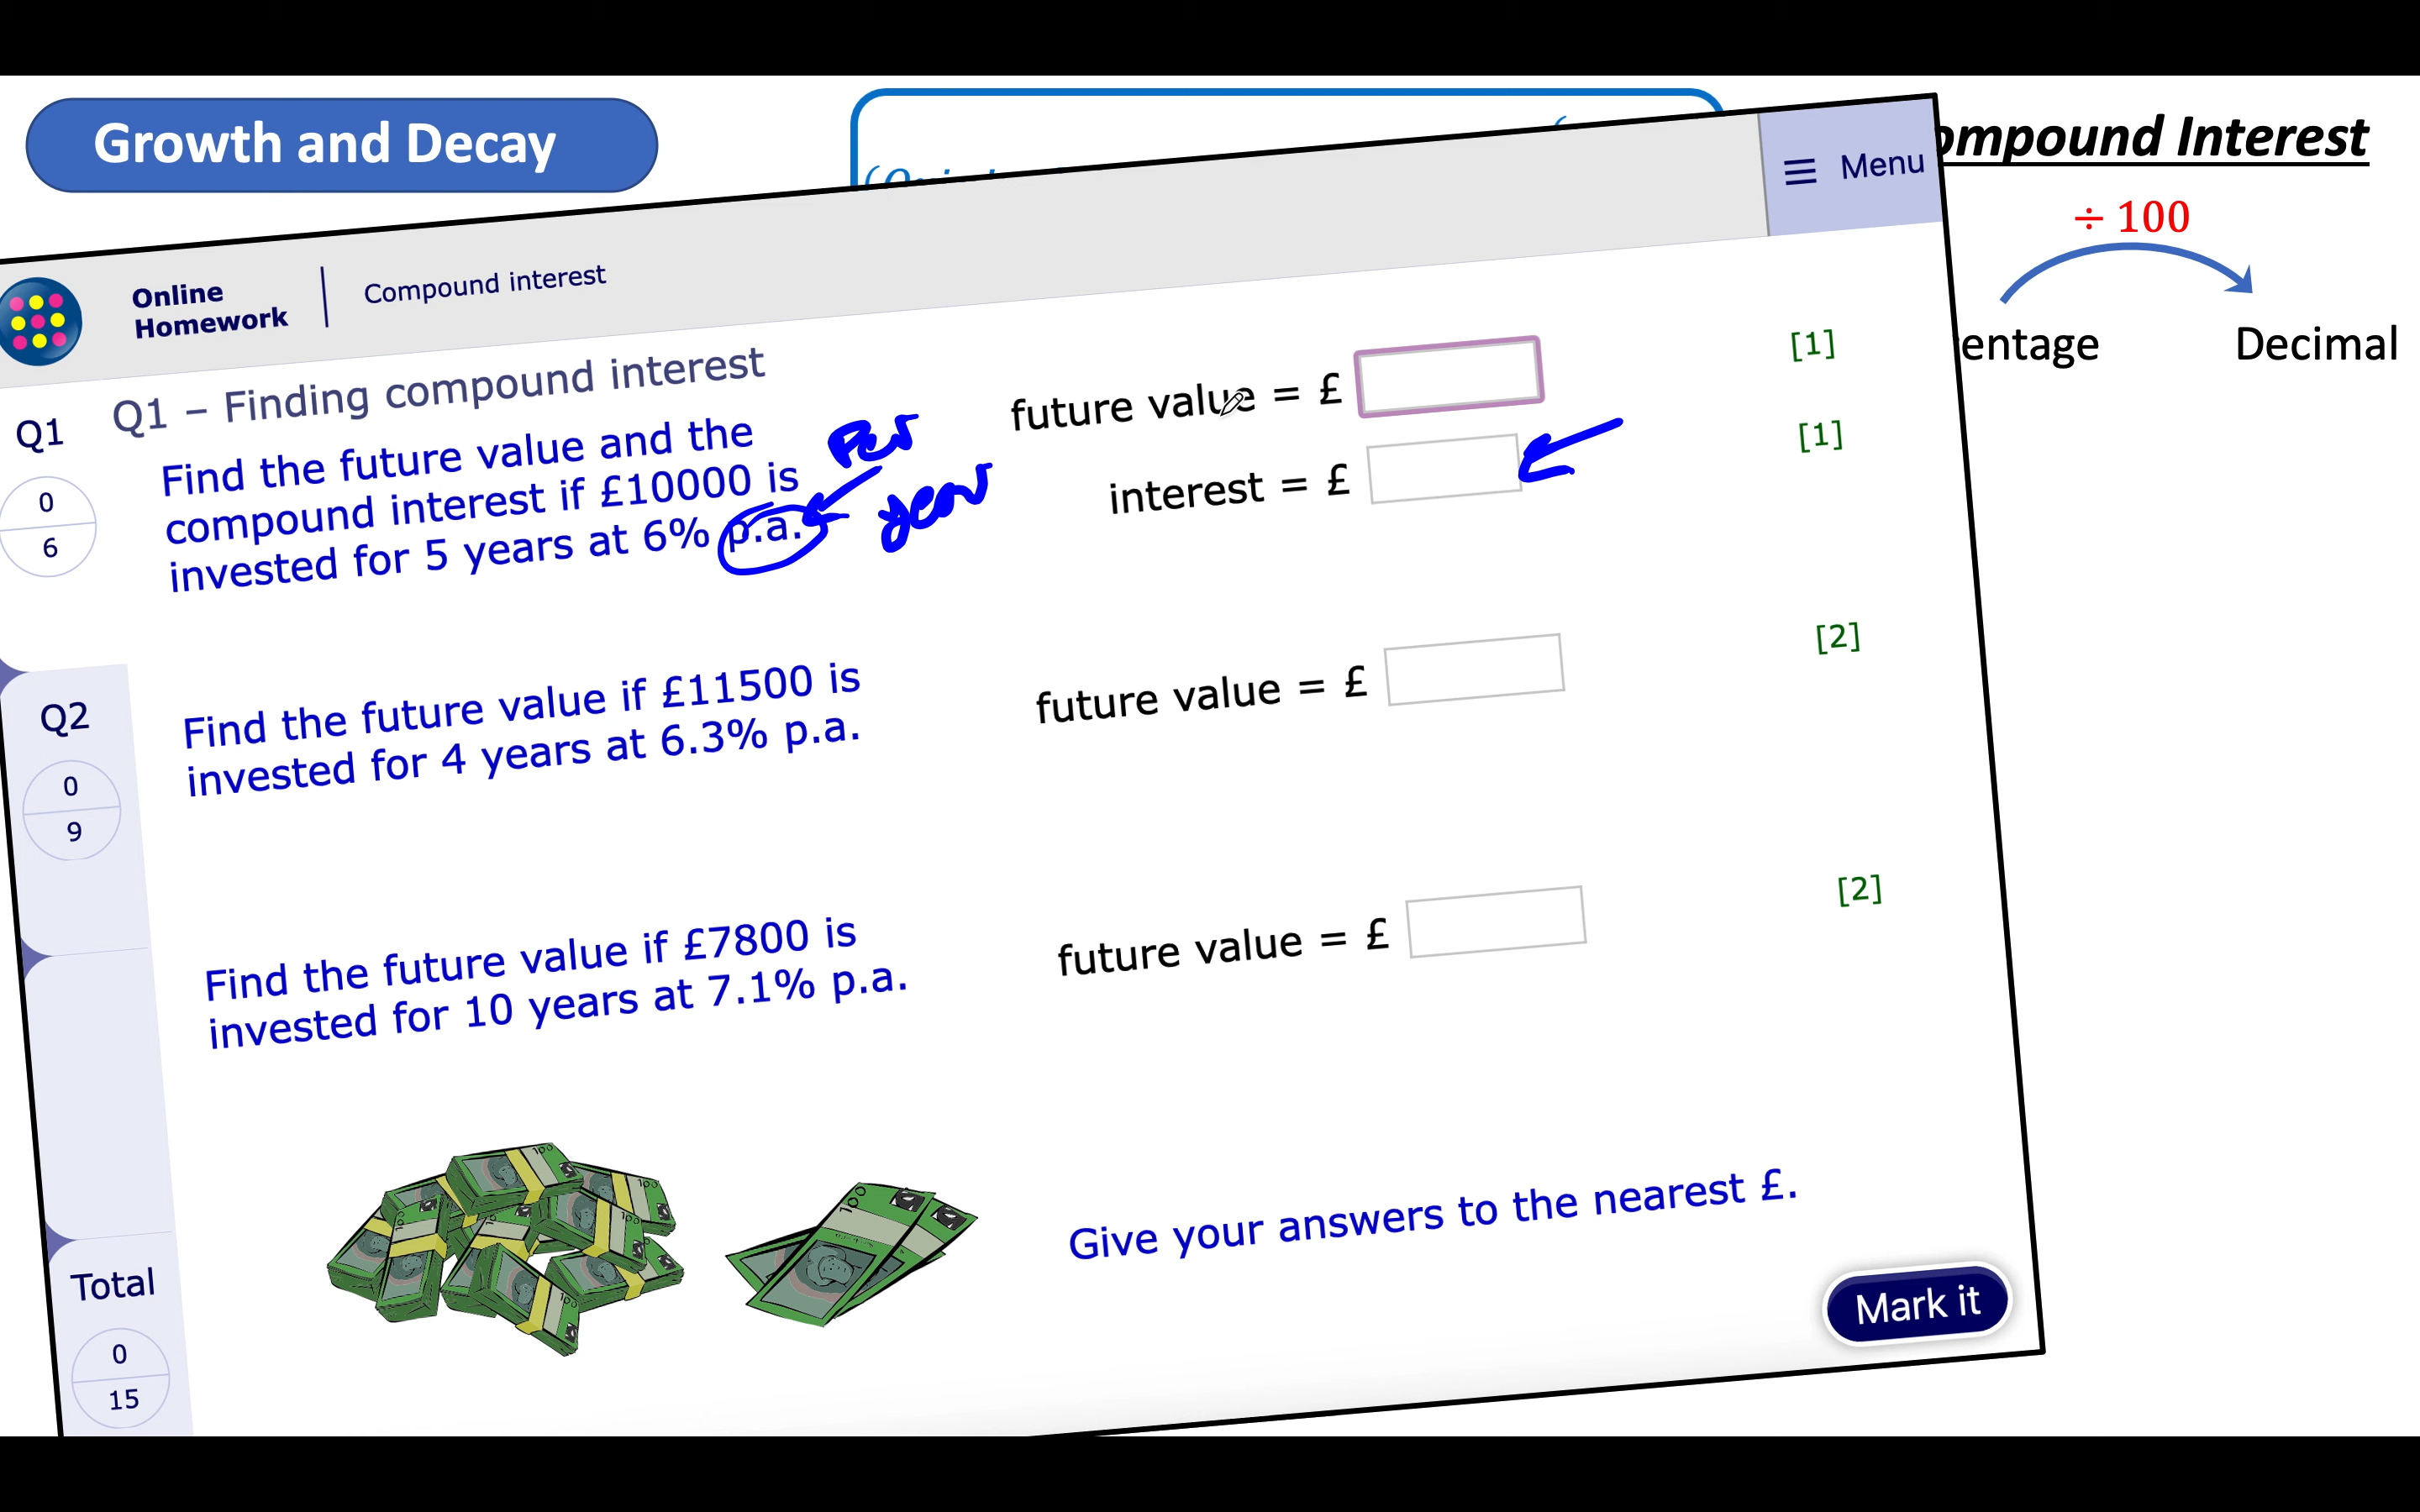 Growth and Decay
ompound Interest
÷ 100
entage
Decimal
Menu
Online
Homework
Compound interest
Q1
0
6
Q2
0
9
Total
0
15
Q1 – Finding compound interest
Find the future value and the
compound interest if £10000 is
invested for 5 years at 6% p.a.
Per
year
future value = £
[1]
interest = £
[1]
Find the future value if £11500 is
invested for 4 years at 6.3% p.a.
future value = £
[2]
Find the future value if £7800 is
invested for 10 years at 7.1% p.a.
future value = £
[2]
Give your answers to the nearest £.
Mark it